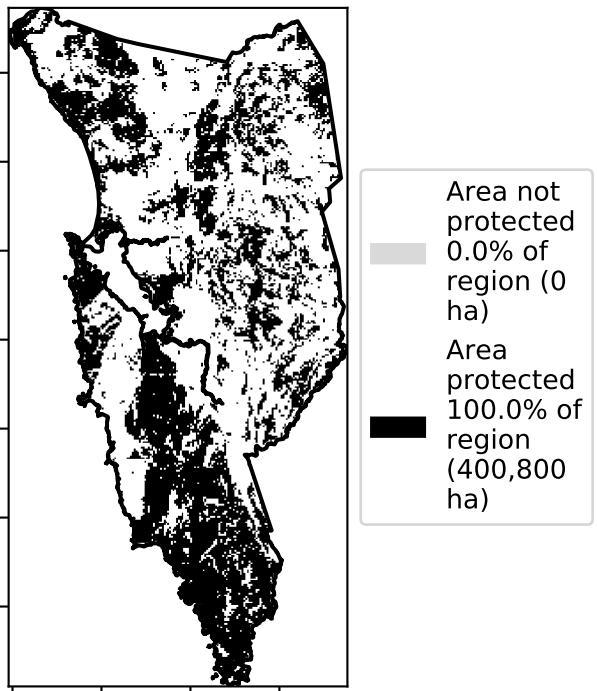 Area not
protected
0.0% of
region (0
ha)
Area
protected
100.0% of
region
(400,800
ha)